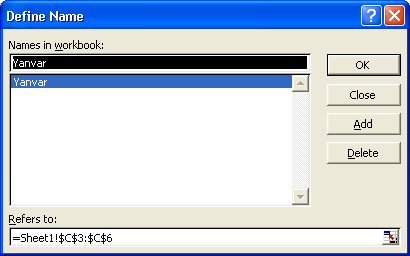 Define Name
Names in workbook:
Yanvar
Yanvar
OK
Close
Add
Delete
Refers to:
=Sheet1!$C$3:$C$6